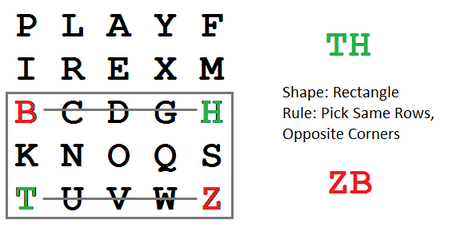 P L A Y F
I R E X M
B C D G H
K N O Q S
T U V W Z
TH
Shape: Rectangle
Rule: Pick Same Rows,
Opposite Corners
ZB